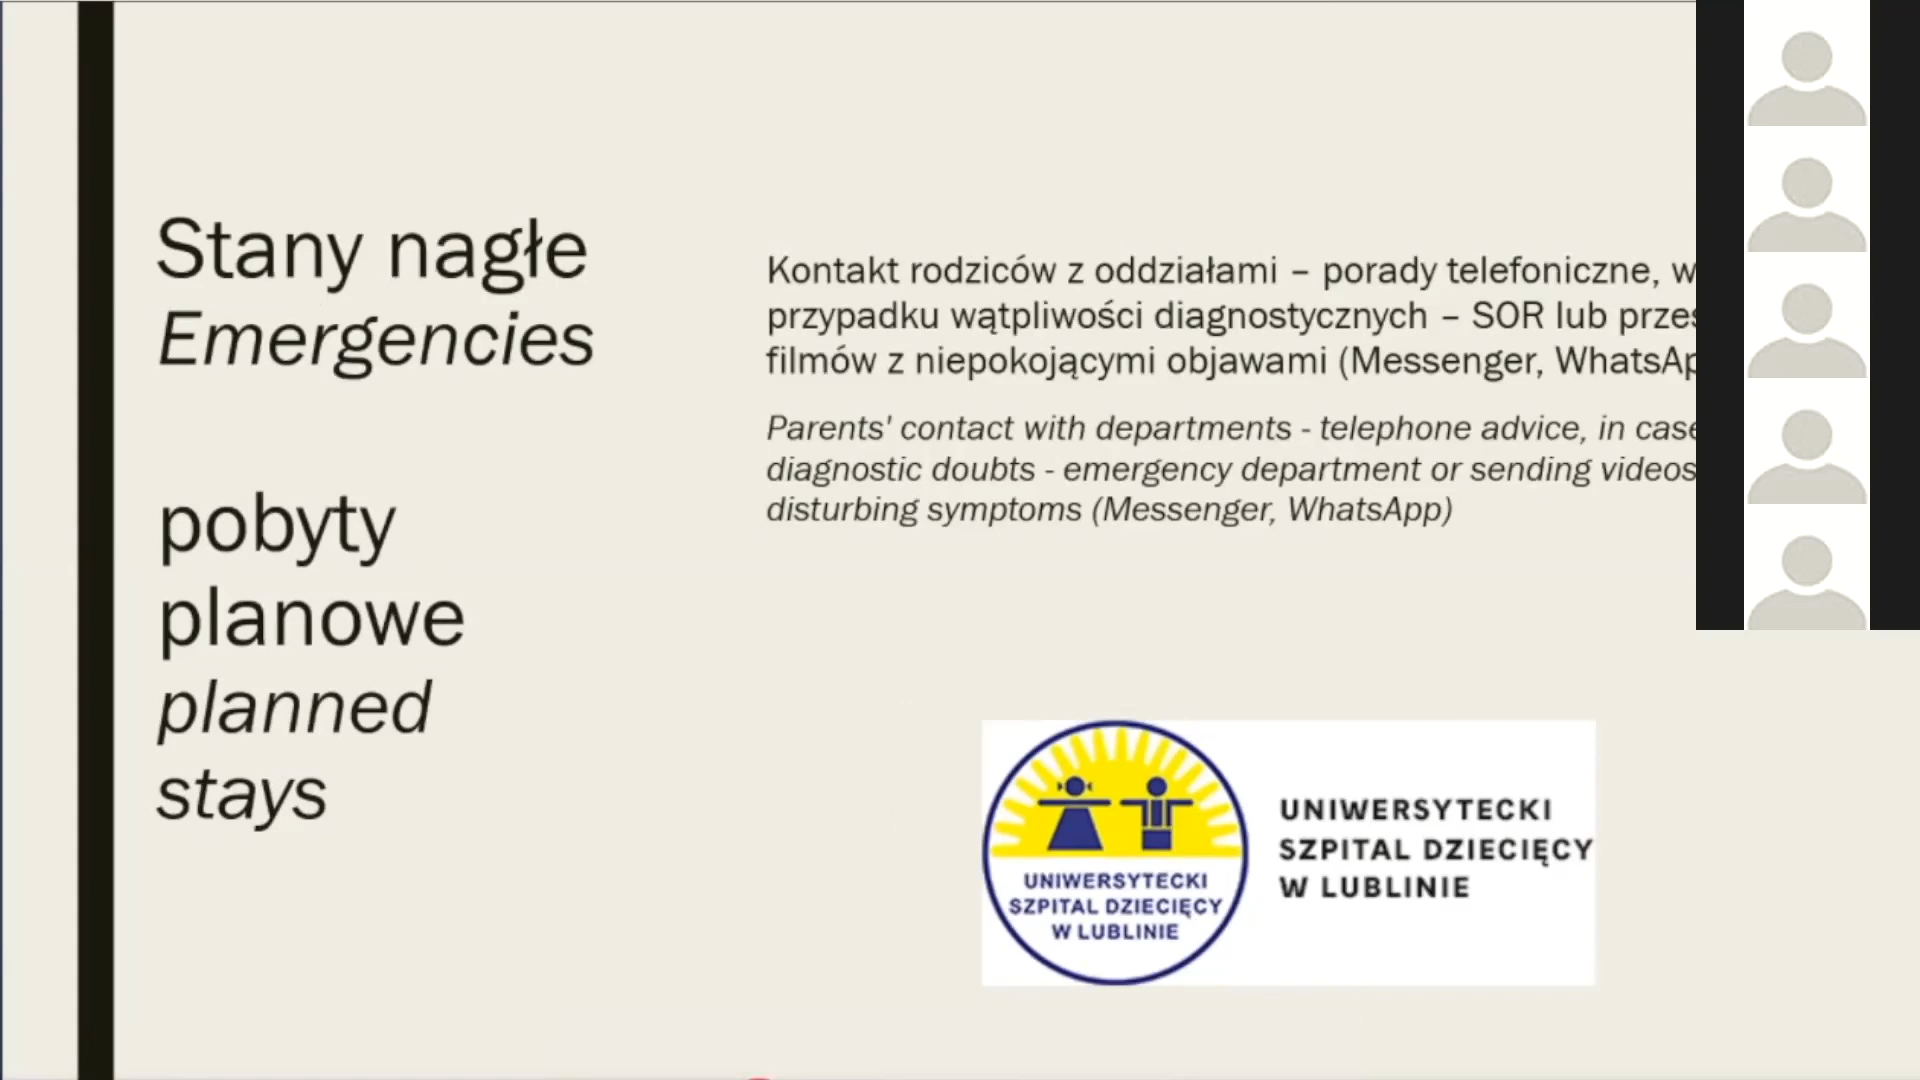 Stany nagłe
Emergencies
pobyty
planowe
planned
stays
Kontakt rodziców z oddziałami – porady telefoniczne, w
przypadku wątpliwości diagnostycznych – SOR lub
filmów z niepokojącymi objawami (Messenger,
Parents' contact with departments - telephone advice, in case
diagnostic doubts - emergency department or sending videos
disturbing symptoms (Messenger, WhatsApp)
UNIWERSYTECKI
SZPITAL DZIECIĘCY
W LUBLINIE
UNIWERSYTECKI
SZPITAL DZIECIĘCY
W LUBLINIE